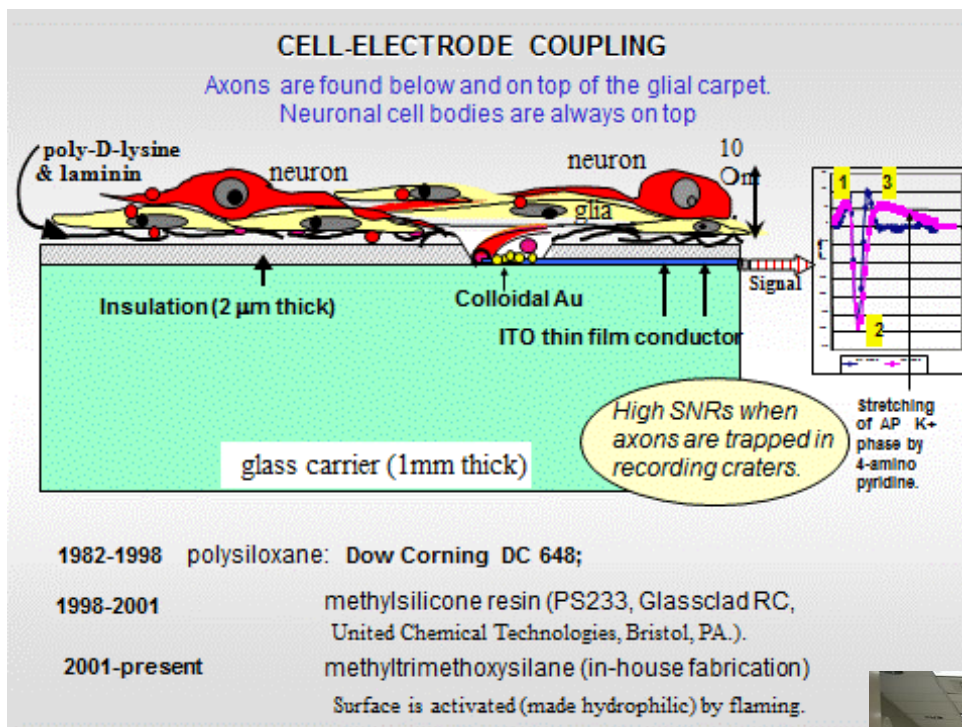 CELL-ELECTRODE COUPLING
Axons are found below and on top of the glial carpet.
Neuronal cell bodies are always on top
poly-D-lysine
& laminin
neuron
neuron
10
m
glia
1
3
2
Signal
Insulation (2 μm thick)
Colloidal Au
ITO thin film conductor
Stretching
of AP K+
phase by
4-amino
pyridine.
High SNRs when
axons are trapped in
recording craters.
glass carrier (1mm thick)
1982-1998 polysiloxane: Dow Corning DC 648;
1998-2001 methylsilicone resin (PS233, Glassclad RC,
United Chemical Technologies, Bristol, PA.).
2001-present methyltrimethoxysilane (in-house fabrication)
Surface is activated (made hydrophilic) by flaming.